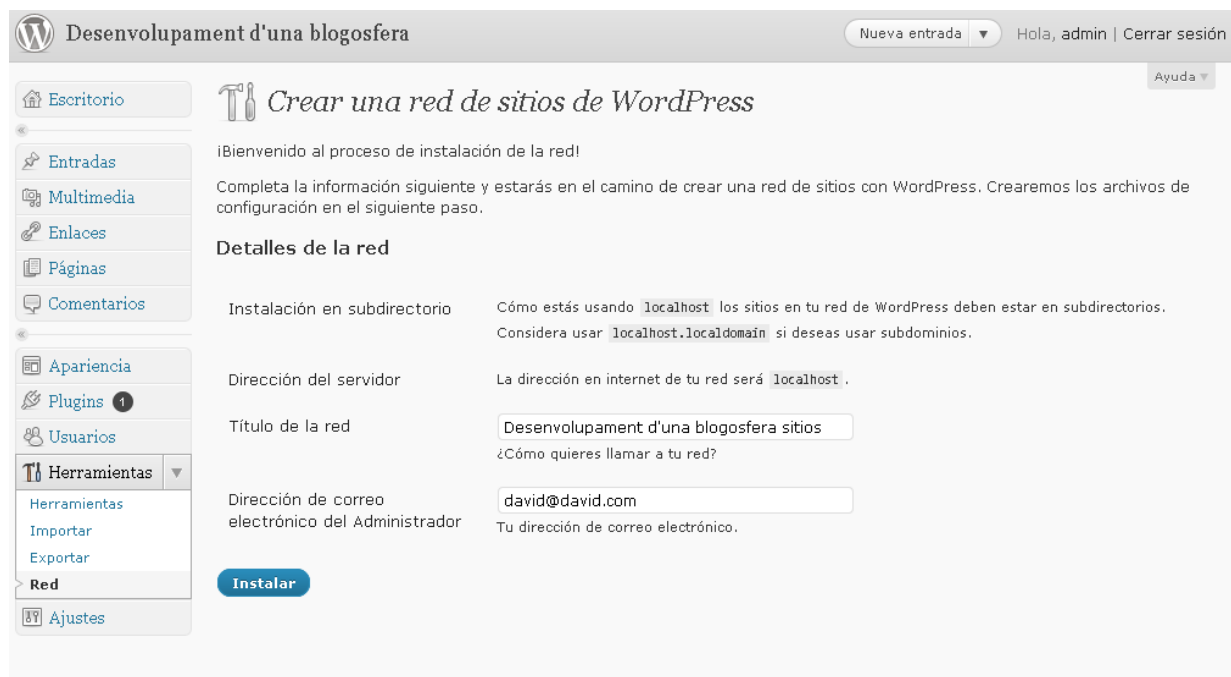 Desenvolupament d'una blogosfera
Nueva entrada
Hola, admin | Cerrar sesión
Ayuda
Escritorio
Entradas
Multimedia
Enlaces
Páginas
Comentarios
Apariencia
Plugins 1
Usuarios
Herramientas
Herramientas
Importar
Exportar
Red
Ajustes
Crear una red de sitios de WordPress
¡Bienvenido al proceso de instalación de la red!
Completa la información siguiente y estarás en el camino de crear una red de sitios con WordPress. Crearemos los archivos de
configuración en el siguiente paso.
Detalles de la red
Instalación en subdirectorio
Cómo estás usando localhost los sitios en tu red de WordPress deben estar en subdirectorios.
Considera usar localhost.localdomain si deseas usar subdominios.
Dirección del servidor
La dirección en internet de tu red será localhost.
Título de la red
Desenvolupament d'una blogosfera sitios
¿Cómo quieres llamar a tu red?
Dirección de correo
electrónico del Administrador
david@david.com
Tu dirección de correo electrónico.
Instalar